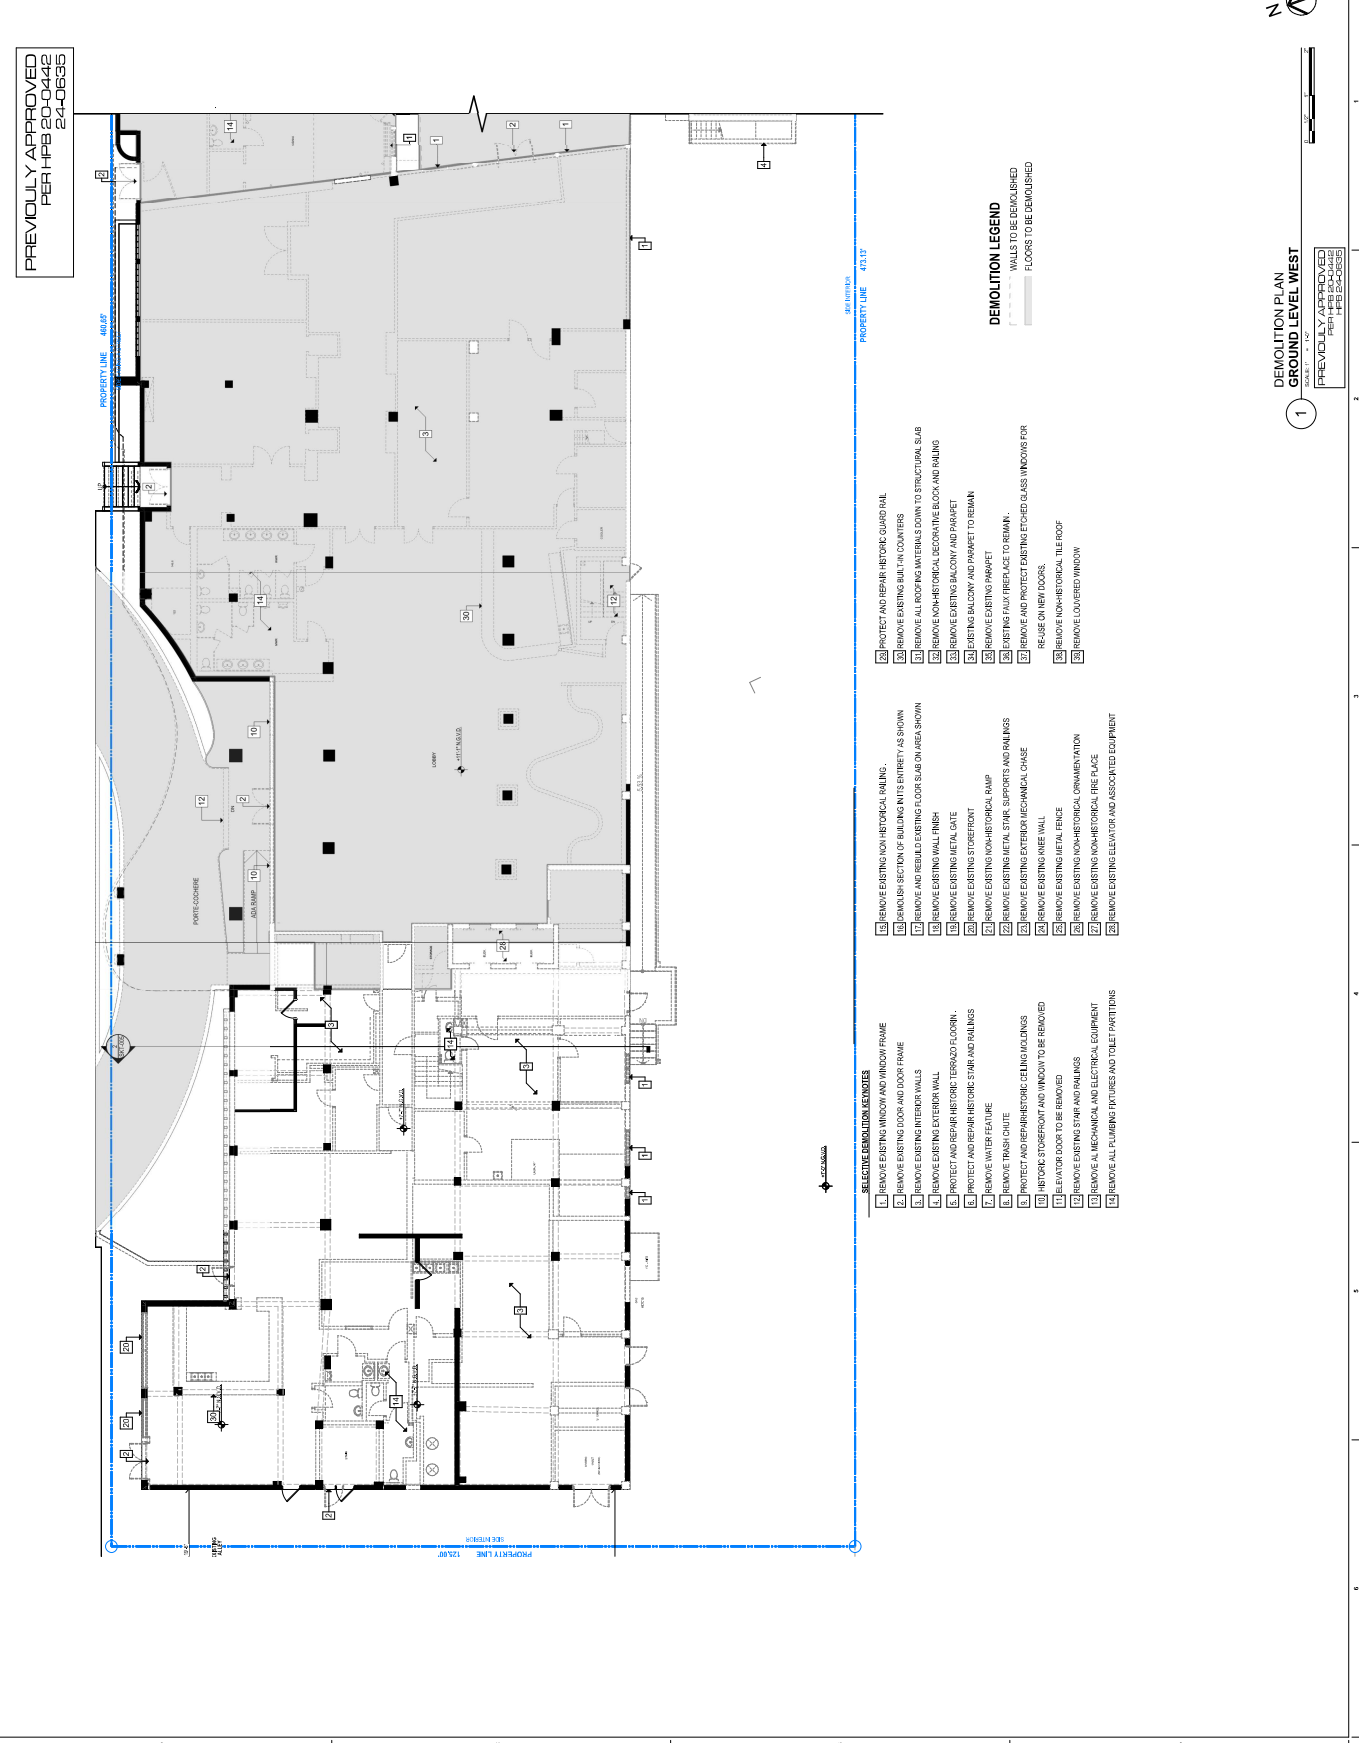 PREVIOULY APPROVED
PER HPB 20-0442
24-0635
PROPERTY LINE 460.65'
PORTE-COCHERE
ADA RAMP
DN
LOBBY
+11'-1" N.G.V.D.
UP
EXISTING
ALLEY
PROPERTY LINE 125.00'
SIDE INTERIOR
SIDE INTERIOR
PROPERTY LINE 473.13'
SELECTIVE DEMOLITION KEYNOTES
1. REMOVE EXISTING WINDOW AND WINDOW FRAME
2. REMOVE EXISTING DOOR AND DOOR FRAME
3. REMOVE EXISTING INTERIOR WALLS
4. REMOVE EXISTING EXTERIOR WALL
5. PROTECT AND REPAIR HISTORIC TERRAZO FLOORIN.
6. PROTECT AND REPAIR HISTORIC STAIR AND RAILINGS
7. REMOVE WATER FEATURE
8. REMOVE TRASH CHUTE
9. PROTECT AND REPAIRHISTORIC CEILING MOLDINGS
10. HISTORIC STOREFRONT AND WINDOW TO BE REMOVED
11. ELEVATOR DOOR TO BE REMOVED
12. REMOVE EXISTING STAIR AND RAILINGS
13. REMOVE AL MECHANICAL AND ELECTRICAL EQUIPMENT
14. REMOVE ALL PLUMBING FIXTURES AND TOILET PARTITIONS
15. REMOVE EXISTING NON HISTORICAL RAILING.
16. DEMOLISH SECTION OF BUILDING IN ITS ENTIRETY AS SHOWN
17. REMOVE AND REBUILD EXISTING FLOOR SLAB ON AREA SHOWN
18. REMOVE EXISTING WALL FINISH
19. REMOVE EXISTING METAL GATE
20. REMOVE EXISTING STOREFRONT
21. REMOVE EXISTING NON-HISTORICAL RAMP
22. REMOVE EXISTING METAL STAIR, SUPPORTS AND RAILINGS
23. REMOVE EXISTING EXTERIOR MECHANICAL CHASE
24. REMOVE EXISTING KNEE WALL
25. REMOVE EXISTING METAL FENCE
26. REMOVE EXISTING NON-HISTORICAL ORNAMENTATION
27. REMOVE EXISTING NON-HISTORICAL FIRE PLACE
28. REMOVE EXISTING ELEVATOR AND ASSOCIATED EQUIPMENT
29. PROTECT AND REPAIR HISTORIC GUARD RAIL
30. REMOVE EXISTING BUILT-IN COUNTERS
31. REMOVE ALL ROOFING MATERIALS DOWN TO STRUCTURAL SLAB
32. REMOVE NON-HISTORICAL DECORATIVE BLOCK AND RAILING
33. REMOVE EXISTING BALCONY AND PARAPET
34. EXISTING BALCONY AND PARAPET TO REMAIN
35. REMOVE EXISTING PARAPET
36. EXISTING FAUX FIREPLACE TO REMAIN.
37. REMOVE AND PROTECT EXISTING ETCHED GLASS WINDOWS FOR
RE-USE ON NEW DOORS.
38. REMOVE NON-HISTORICAL TILE ROOF
39. REMOVE LOUVERED WINDOW
DEMOLITION LEGEND
WALLS TO BE DEMOLISHED
FLOORS TO BE DEMOLISHED
1
DEMOLITION PLAN
GROUND LEVEL WEST
PREVIOULY APPROVED
PER HPB 20-0442
HPB 24-0635
N